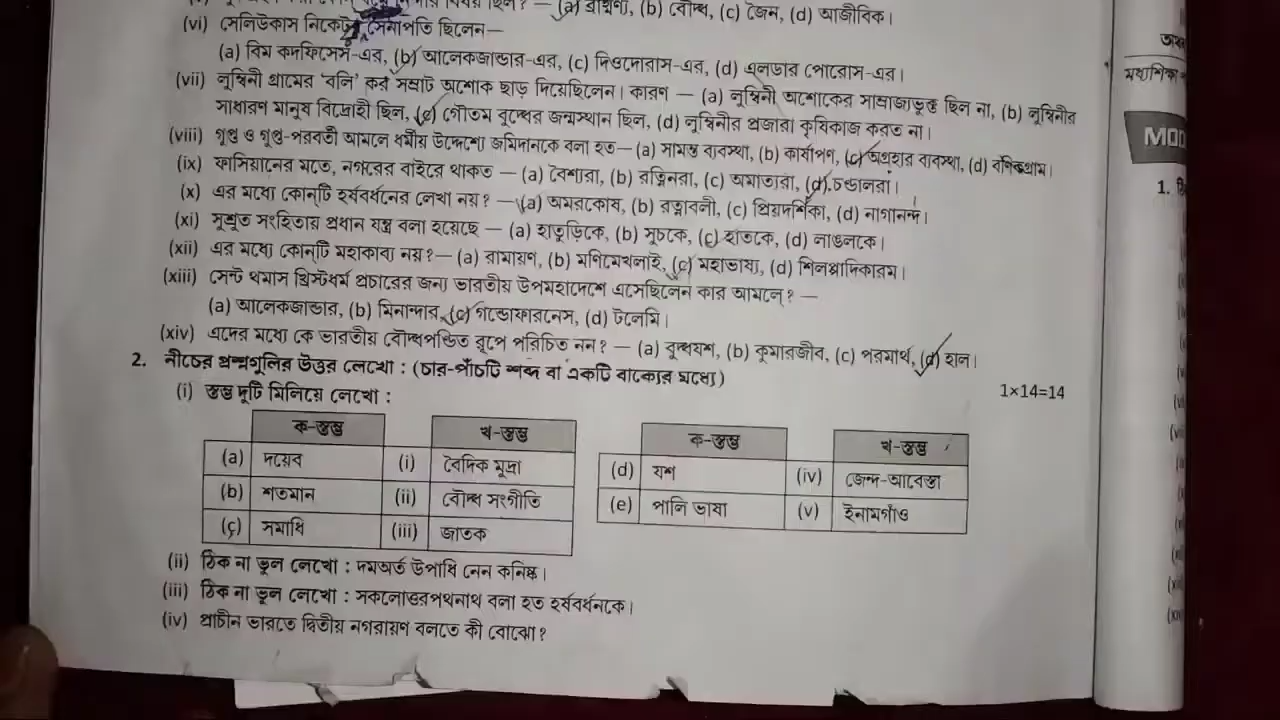 (a) ব্রাহ্মণ্য, (b) বৌদ্ধ, (c) জৈন, (d) আজীবিক।
(vi) সেলিউকাস নিকেটর সেনাপতি ছিলেন—
(a) বিম কদফিসেস-এর, (b) আলেকজান্ডার-এর, (c) দিওদোরাস-এর, (d) এলডার পোরোস-এর।
(vii) লুম্বিনী গ্রামের 'বলি' কর সম্রাট অশোক ছাড় দিয়েছিলেন। কারণ — (a) লুম্বিনী অশোকের সাম্রাজ্যভুক্ত ছিল না, (b) লুম্বিনীর
সাধারণ মানুষ বিদ্রোহী ছিল, (c) গৌতম বুদ্ধের জন্মস্থান ছিল, (d) লুম্বিনীর প্রজারা কৃষিকাজ করত না।
(viii) গুপ্ত ও গুপ্ত-পরবর্তী আমলে ধর্মীয় উদ্দেশ্যে জমিদানকে বলা হত— (a) সামন্ত ব্যবস্থা, (b) কার্যাপণ, (c) অগ্রহার ব্যবস্থা, (d) বণিকগ্রাম।
(ix) ফাসিয়ানের মতে, নগরের বাইরে থাকত — (a) বৈশ্যরা, (b) রত্নিনরা, (c) অমাত্যরা, (d) চণ্ডালরা।
(x) এর মধ্যে কোন্‌টি হর্ষবর্ধনের লেখা নয়? — (a) অমরকোষ, (b) রত্নাবলী, (c) প্রিয়দর্শিকা, (d) নাগানন্দ।
(xi) সুশ্রুত সংহিতায় প্রধান যন্ত্র বলা হয়েছে — (a) হাতুড়িকে, (b) সূচকে, (c) হাতকে, (d) লাঙলকে।
(xii) এর মধ্যে কোন্‌টি মহাকাব্য নয়?— (a) রামায়ণ, (b) মণিমেখলাই, (c) মহাভাষ্য, (d) শিলপ্পাদিকারম।
(xiii) সেন্ট থমাস খ্রিস্টধর্ম প্রচারের জন্য ভারতীয় উপমহাদেশে এসেছিলেন কার আমলে? —
(a) আলেকজান্ডার, (b) মিনান্দার, (c) গন্ডোফারনেস, (d) টলেমি।
(xiv) এদের মধ্যে কে ভারতীয় বৌদ্ধপণ্ডিত রূপে পরিচিত নন? — (a) বুদ্ধযশ, (b) কুমারজীব, (c) পরমার্থ, (d) হাল।
2. নীচের প্রশ্নগুলির উত্তর লেখো : (চার-পাঁচটি শব্দ বা একটি বাক্যের মধ্যে) 1×14=14
(i) স্তম্ভ দুটি মিলিয়ে লেখো :
ক-স্তম্ভ খ-স্তম্ভ ক-স্তম্ভ খ-স্তম্ভ
(a) দয়েব (i) বৈদিক মুদ্রা (d) যশ (iv) জেন্দ-আবেস্তা
(b) শতমান (ii) বৌদ্ধ সংগীতি (e) পালি ভাষা (v) ইনামগাঁও
(c) সমাধি (iii) জাতক
(ii) ঠিক না ভুল লেখো : দমঅর্ত উপাধি নেন কনিষ্ক।
(iii) ঠিক না ভুল লেখো : সকলোত্তরপথনাথ বলা হত হর্ষবর্ধনকে।
(iv) প্রাচীন ভারতে দ্বিতীয় নগরায়ণ বলতে কী বোঝো?
MOD
1.